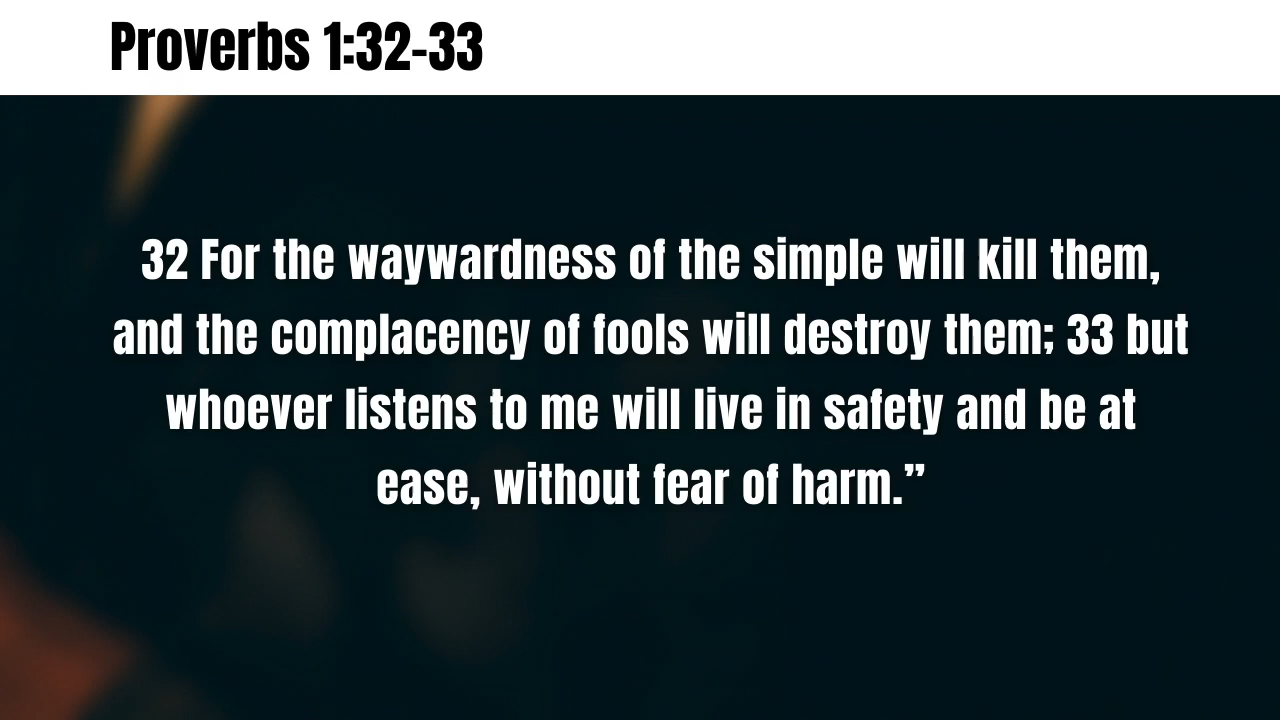 Proverbs 1:32-33
32 For the waywardness of the simple will kill them,
and the complacency of fools will destroy them; 33 but
whoever listens to me will live in safety and be at
ease, without fear of harm.”